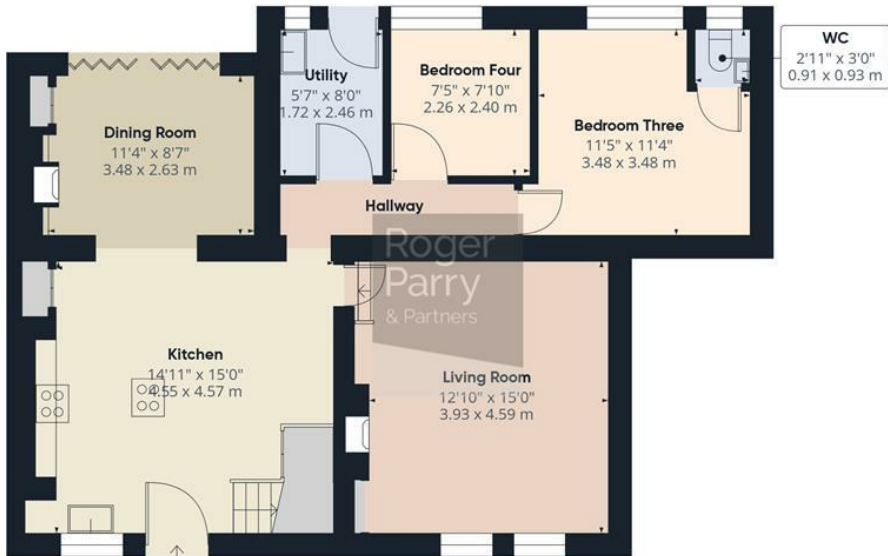 WC
2'11" x 3'0"
0.91 x 0.93 m
Utility
5'7" x 8'0"
1.72 x 2.46 m
Bedroom Four
7'5" x 7'10"
2.26 x 2.40 m
Bedroom Three
11'5" x 11'4"
3.48 x 3.48 m
Dining Room
11'4" x 8'7"
3.48 x 2.63 m
Hallway
Roger
Parry
& Partners
Kitchen
14'11" x 15'0"
4.55 x 4.57 m
Living Room
12'10" x 15'0"
3.93 x 4.59 m